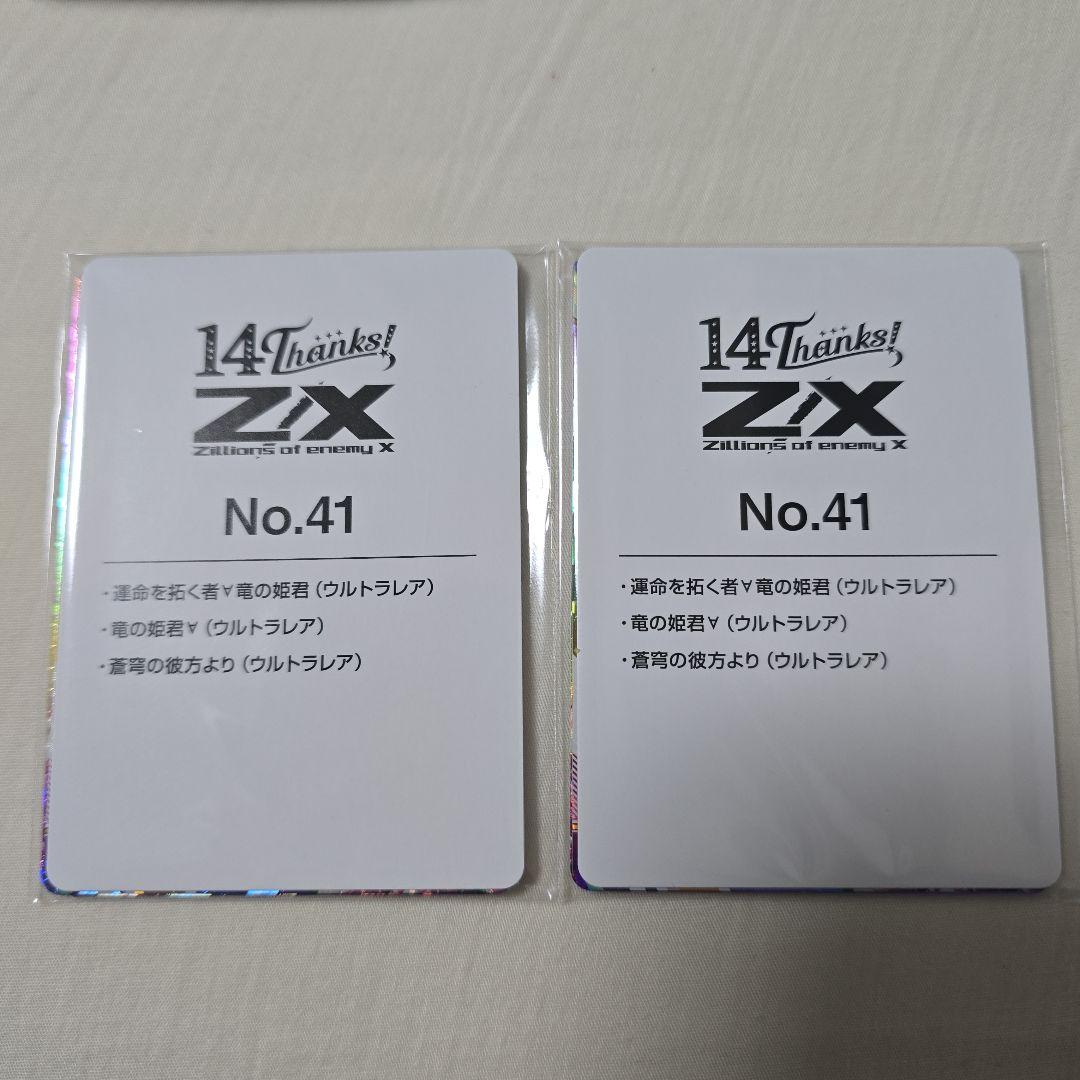 14 Thanks!
Z/X
Zillions of enemy X
No.41
・運命を拓く者∀竜の姫君（ウルトラレア）
・竜の姫君∀（ウルトラレア）
・蒼穹の彼方より（ウルトラレア）
14 Thanks!
Z/X
Zillions of enemy X
No.41
・運命を拓く者∀竜の姫君（ウルトラレア）
・竜の姫君∀（ウルトラレア）
・蒼穹の彼方より（ウルトラレア）